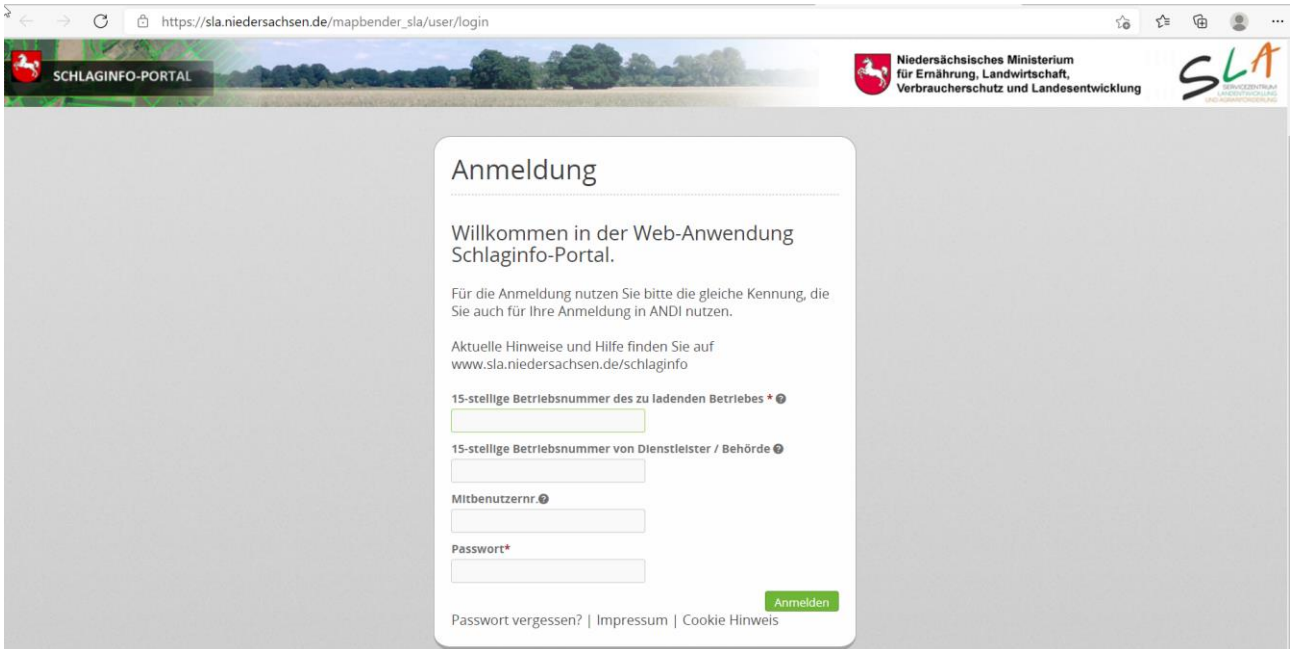 https://sla.niedersachsen.de/mapbender_sla/user/login
SCHLAGINFO-PORTAL
Niedersächsisches Ministerium
für Ernährung, Landwirtschaft,
Verbraucherschutz und Landesentwicklung
SLA
SERVICEZENTRUM
LANDENTWICKLUNG
UND AGRARFÖRDERUNG
Anmeldung
Willkommen in der Web-Anwendung
Schlaginfo-Portal.
Für die Anmeldung nutzen Sie bitte die gleiche Kennung, die
Sie auch für Ihre Anmeldung in ANDI nutzen.
Aktuelle Hinweise und Hilfe finden Sie auf
www.sla.niedersachsen.de/schlaginfo
15-stellige Betriebsnummer des zu ladenden Betriebes * ?
15-stellige Betriebsnummer von Dienstleister / Behörde ?
Mitbenutzernr. ?
Passwort*
Anmelden
Passwort vergessen? | Impressum | Cookie Hinweis